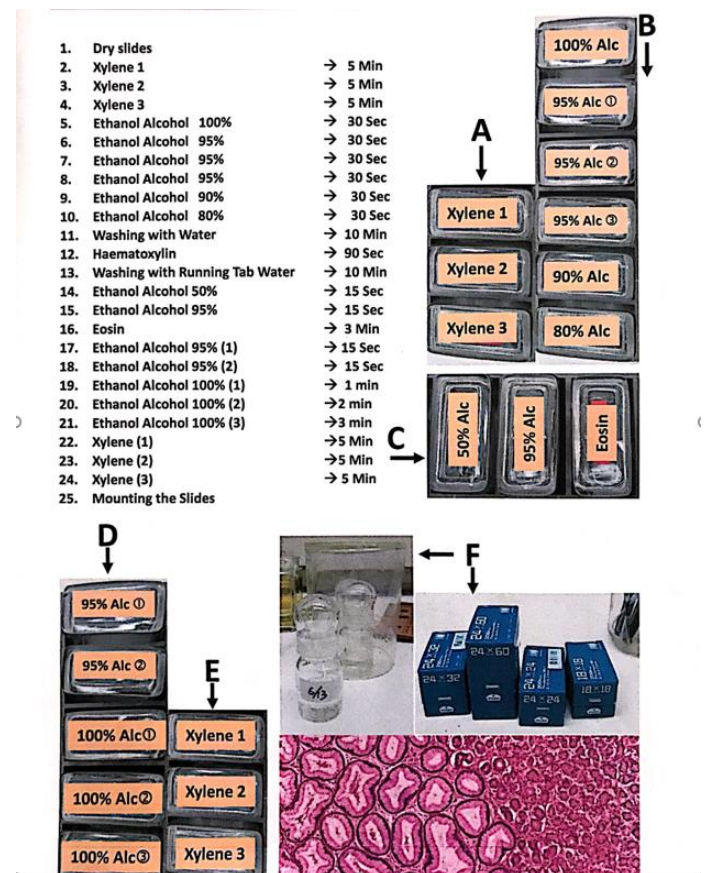 1. Dry slides
2. Xylene 1 → 5 Min
3. Xylene 2 → 5 Min
4. Xylene 3 → 5 Min
5. Ethanol Alcohol 100% → 30 Sec
6. Ethanol Alcohol 95% → 30 Sec
7. Ethanol Alcohol 95% → 30 Sec
8. Ethanol Alcohol 95% → 30 Sec
9. Ethanol Alcohol 90% → 30 Sec
10. Ethanol Alcohol 80% → 30 Sec
11. Washing with Water → 10 Min
12. Haematoxylin → 90 Sec
13. Washing with Running Tab Water → 10 Min
14. Ethanol Alcohol 50% → 15 Sec
15. Ethanol Alcohol 95% → 15 Sec
16. Eosin → 3 Min
17. Ethanol Alcohol 95% (1) → 15 Sec
18. Ethanol Alcohol 95% (2) → 15 Sec
19. Ethanol Alcohol 100% (1) → 1 min
20. Ethanol Alcohol 100% (2) →2 min
21. Ethanol Alcohol 100% (3) →3 min
22. Xylene (1) →5 Min
23. Xylene (2) →5 Min
24. Xylene (3) → 5 Min
25. Mounting the Slides
A
Xylene 1
Xylene 2
Xylene 3
B
100% Alc
95% Alc ①
95% Alc ②
95% Alc ③
90% Alc
80% Alc
C
50% Alc
95% Alc
Eosin
D
95% Alc ①
95% Alc ②
100% Alc①
100% Alc②
100% Alc③
E
Xylene 1
Xylene 2
Xylene 3
F
6/13
24×32
24×32
24×60
24×60
24×24
24×24
18×18
18×18